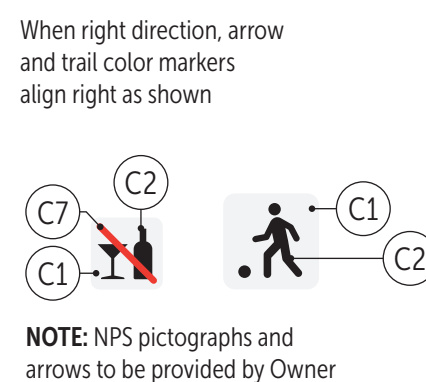 When right direction, arrow
and trail color markers
align right as shown
C2
C7
C1
C1
C2
NOTE: NPS pictographs and
arrows to be provided by Owner